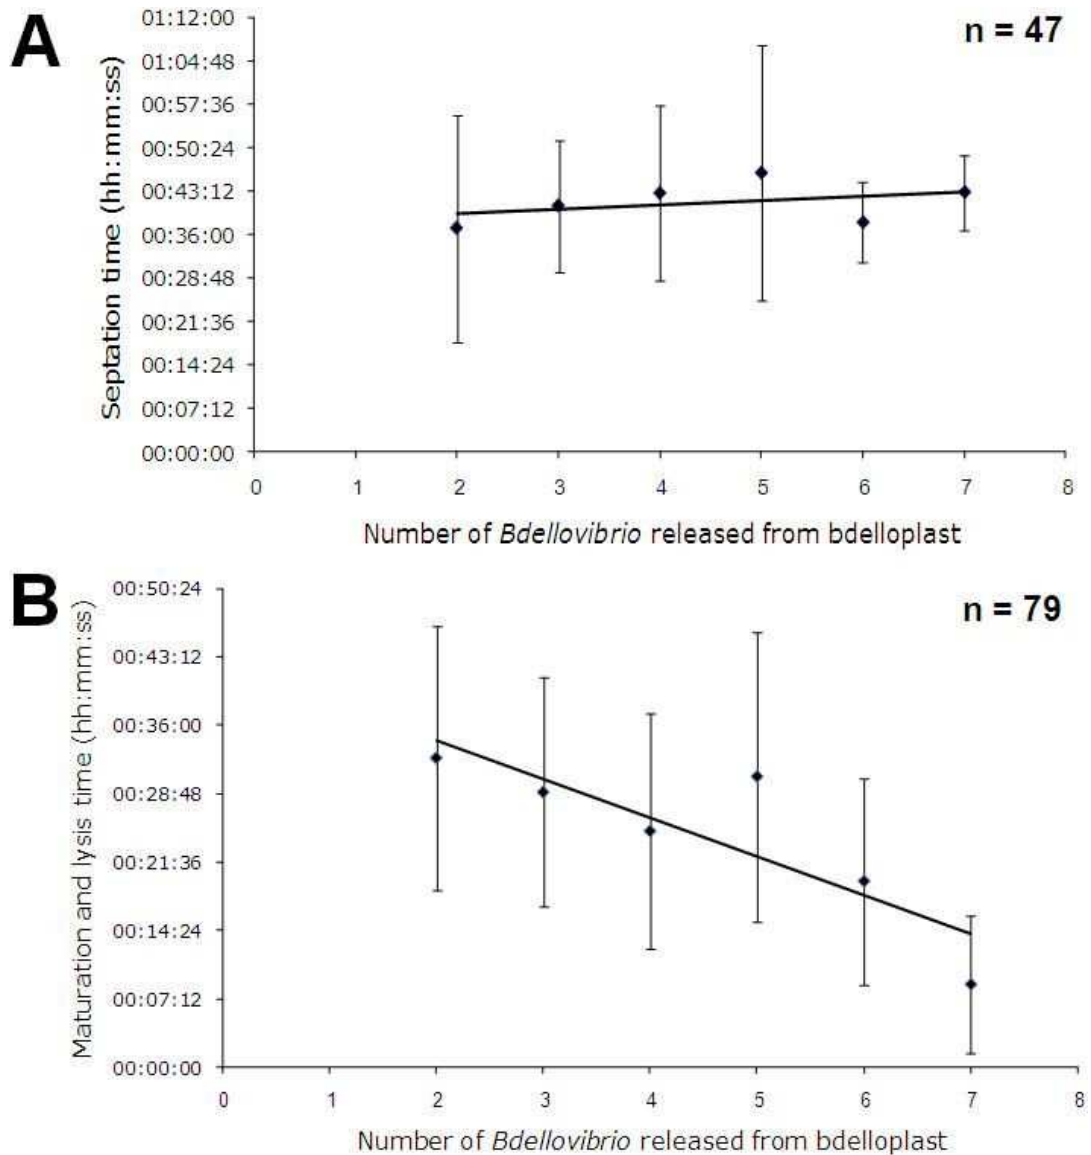 A
n = 47
Septation time (hh:mm:ss)
01:12:00
01:04:48
00:57:36
00:50:24
00:43:12
00:36:00
00:28:48
00:21:36
00:14:24
00:07:12
00:00:00
0 1 2 3 4 5 6 7 8
Number of Bdellovibrio released from bdelloplast
B
n = 79
Maturation and lysis time (hh:mm:ss)
00:50:24
00:43:12
00:36:00
00:28:48
00:21:36
00:14:24
00:07:12
00:00:00
0 1 2 3 4 5 6 7 8
Number of Bdellovibrio released from bdelloplast